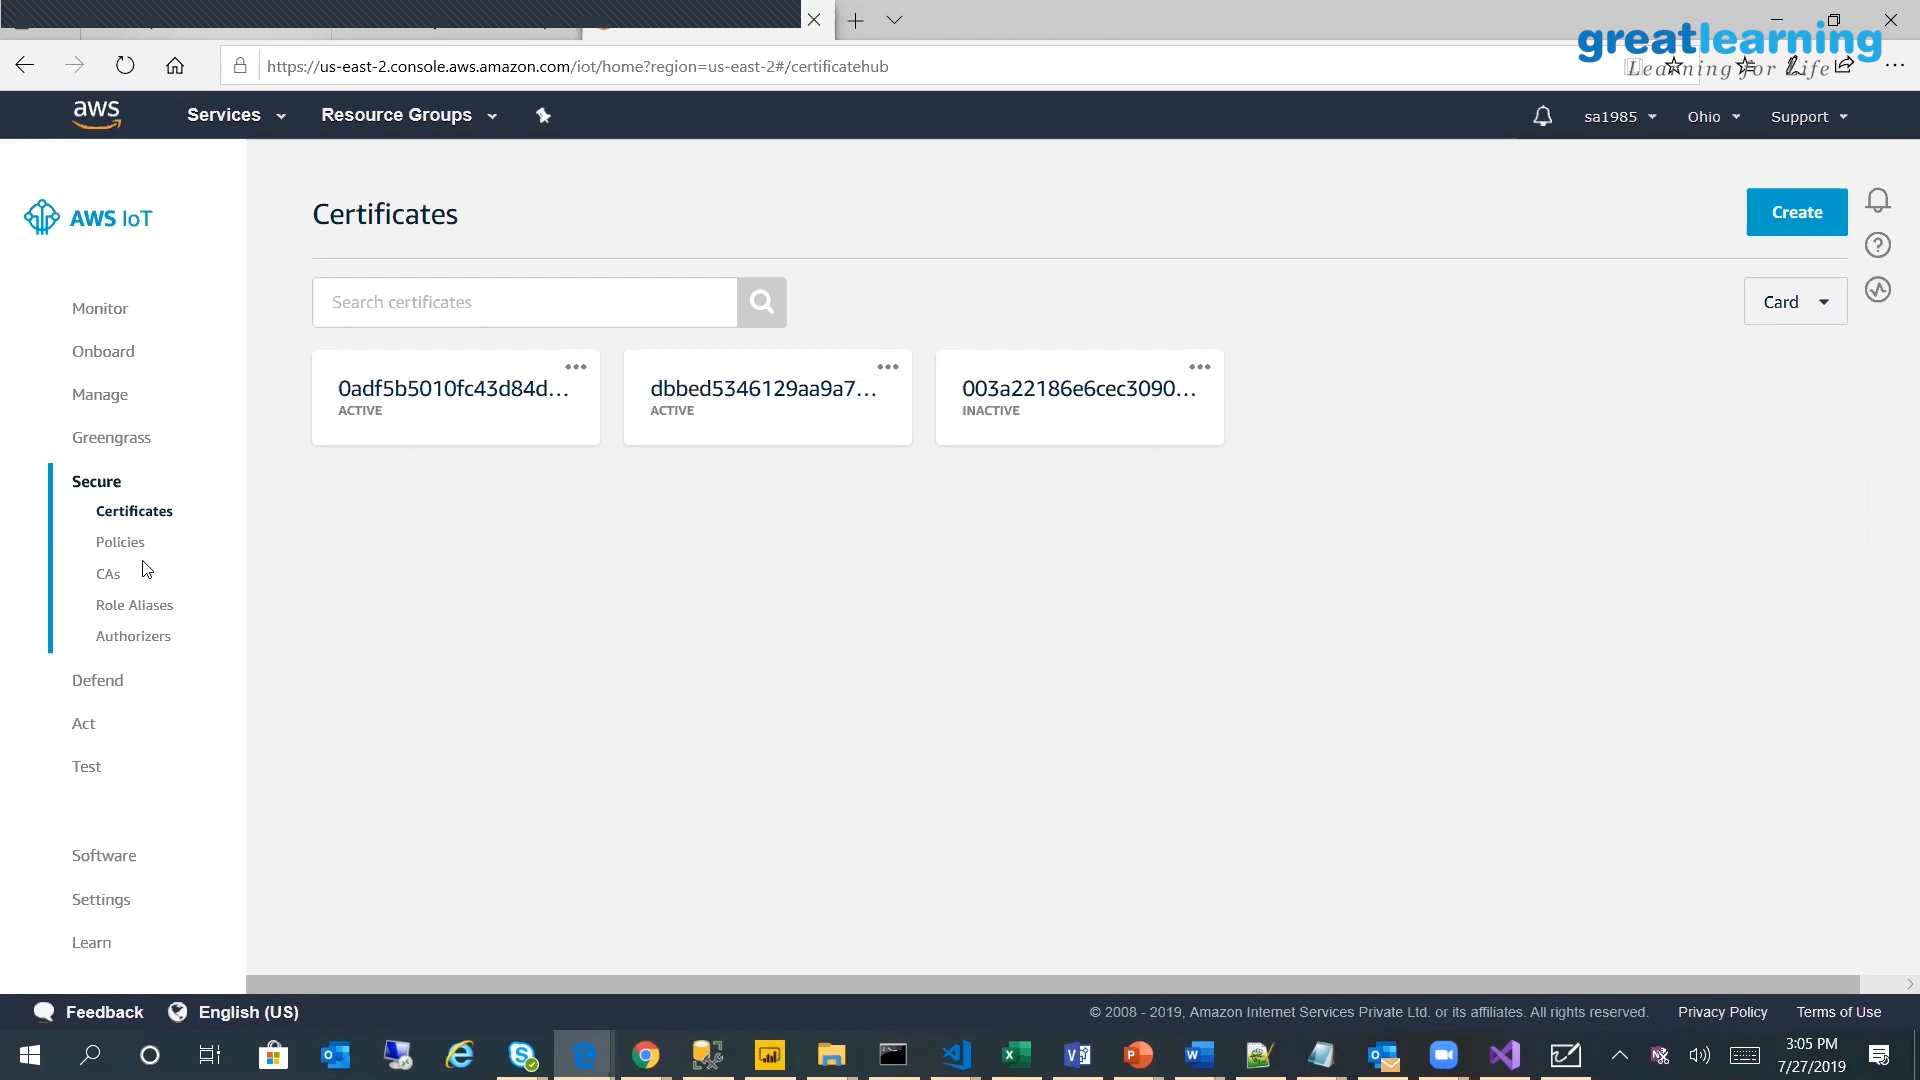 greatlearning
Learning for Life
https://us-east-2.console.aws.amazon.com/iot/home?region=us-east-2#/certificatehub
aws
Services
Resource Groups
sa1985
Ohio
Support
AWS IoT
Monitor
Onboard
Manage
Greengrass
Secure
Certificates
Policies
CAs
Role Aliases
Authorizers
Defend
Act
Test
Software
Settings
Learn
Certificates
Create
Search certificates
Card
0adf5b5010fc43d84d...
ACTIVE
dbbed5346129aa9a7...
ACTIVE
003a22186e6cec3090...
INACTIVE
Feedback
English (US)
© 2008 - 2019, Amazon Internet Services Private Ltd. or its affiliates. All rights reserved.
Privacy Policy
Terms of Use
3:05 PM
7/27/2019